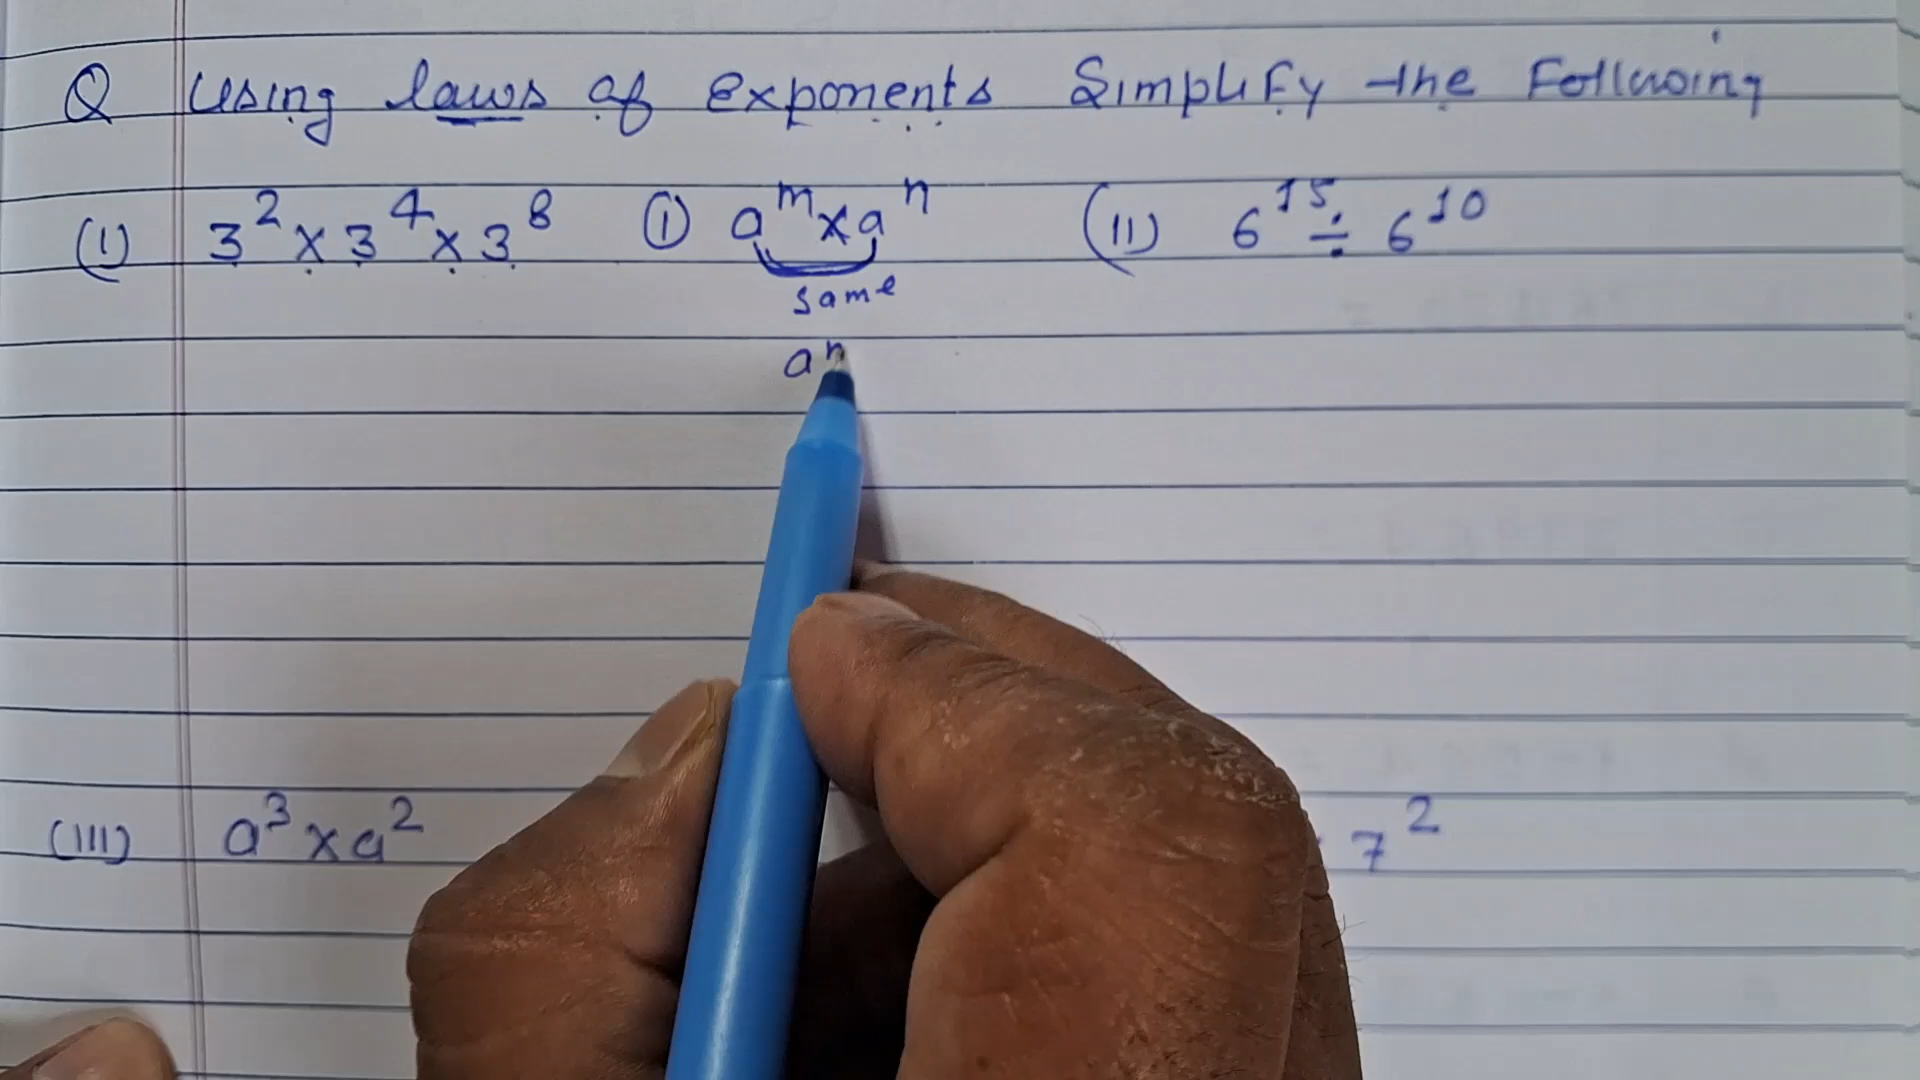 Q Using laws of exponents Simplify the Following
(I) 3² × 3⁴ × 3⁸ ① aᵐ × aⁿ (II) 6¹⁵ ÷ 6¹⁰
same
a
(III) a³ × a² 7²